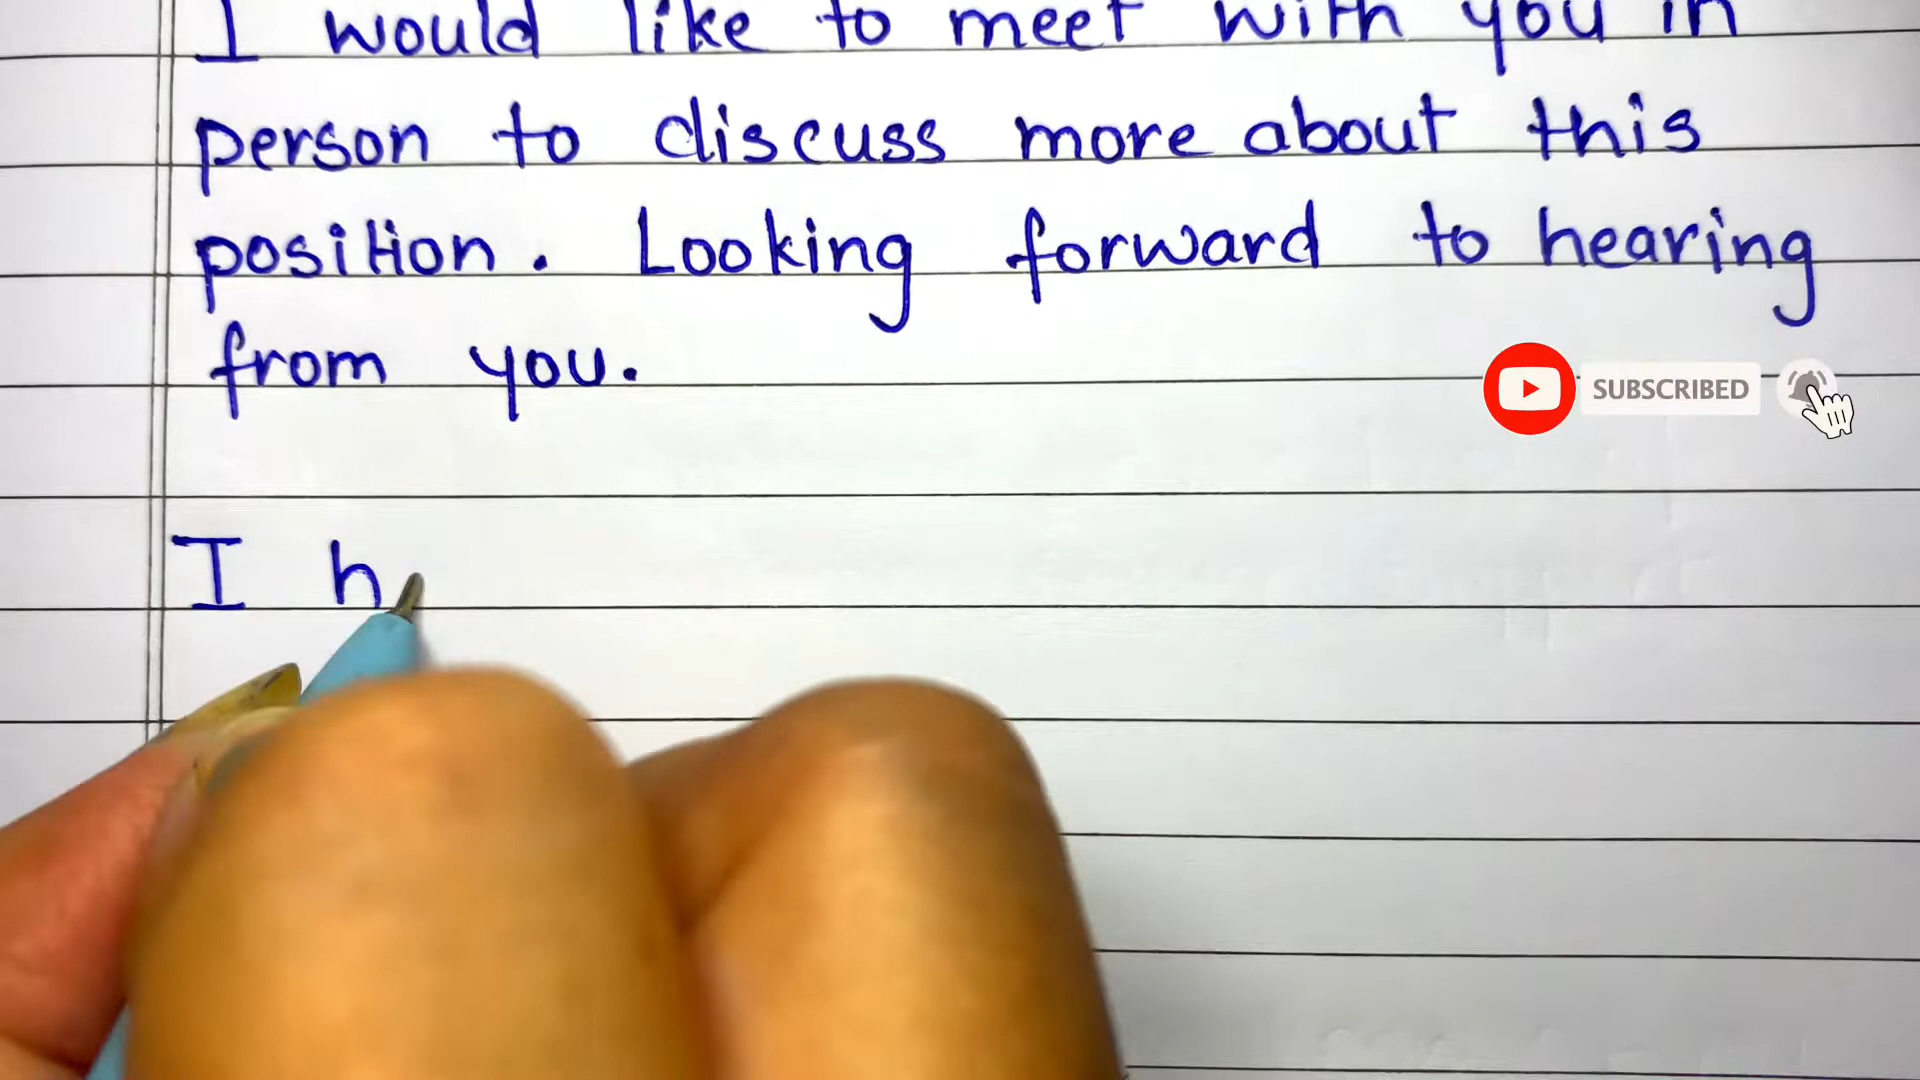 I would like to meet with you in
person to discuss more about this
position. Looking forward to hearing
from you.
SUBSCRIBED
I h